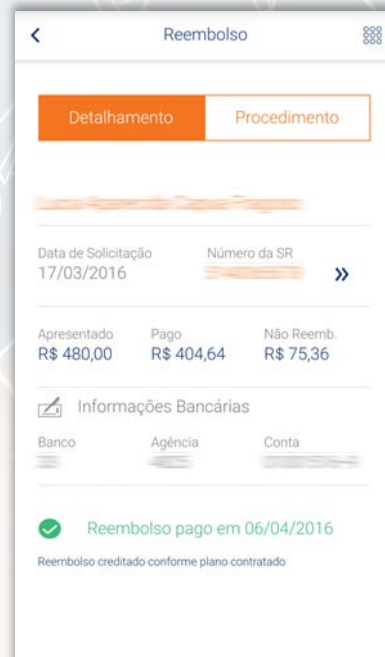 Reembolso
Detalhamento Procedimento
Data de Solicitação Número da SR
17/03/2016
Apresentado Pago Não Reemb.
R$ 480,00 R$ 404,64 R$ 75,36
Informações Bancárias
Banco Agência Conta
Reembolso pago em 06/04/2016
Reembolso creditado conforme plano contratado